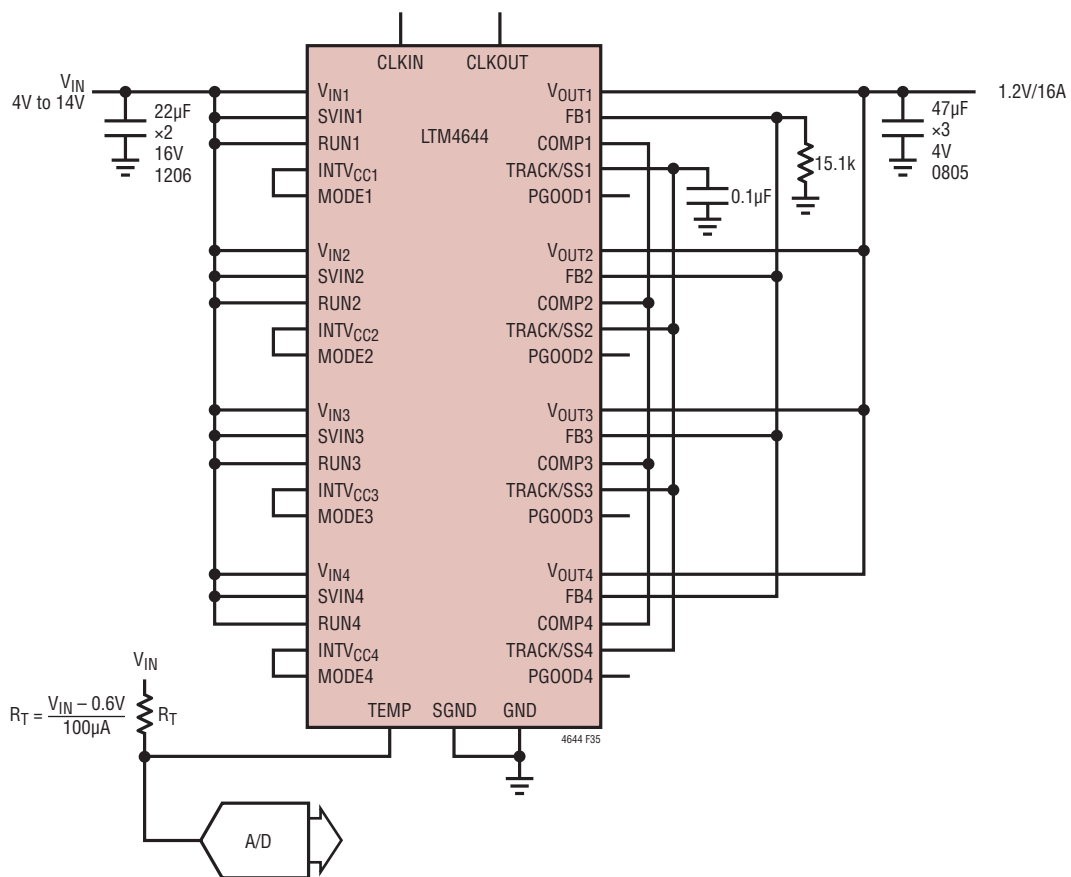 CLKIN CLKOUT
VIN
4V to 14V
22µF
×2
16V
1206
LTM4644
VIN1
SVIN1
RUN1
INTVCC1
MODE1
VIN2
SVIN2
RUN2
INTVCC2
MODE2
VIN3
SVIN3
RUN3
INTVCC3
MODE3
VIN4
SVIN4
RUN4
INTVCC4
MODE4
VOUT1
FB1
COMP1
TRACK/SS1
PGOOD1
VOUT2
FB2
COMP2
TRACK/SS2
PGOOD2
VOUT3
FB3
COMP3
TRACK/SS3
PGOOD3
VOUT4
FB4
COMP4
TRACK/SS4
PGOOD4
1.2V/16A
47µF
×3
4V
0805
15.1k
0.1µF
TEMP SGND GND
4644 F35
VIN
RT = VIN – 0.6V
100µA
RT
A/D